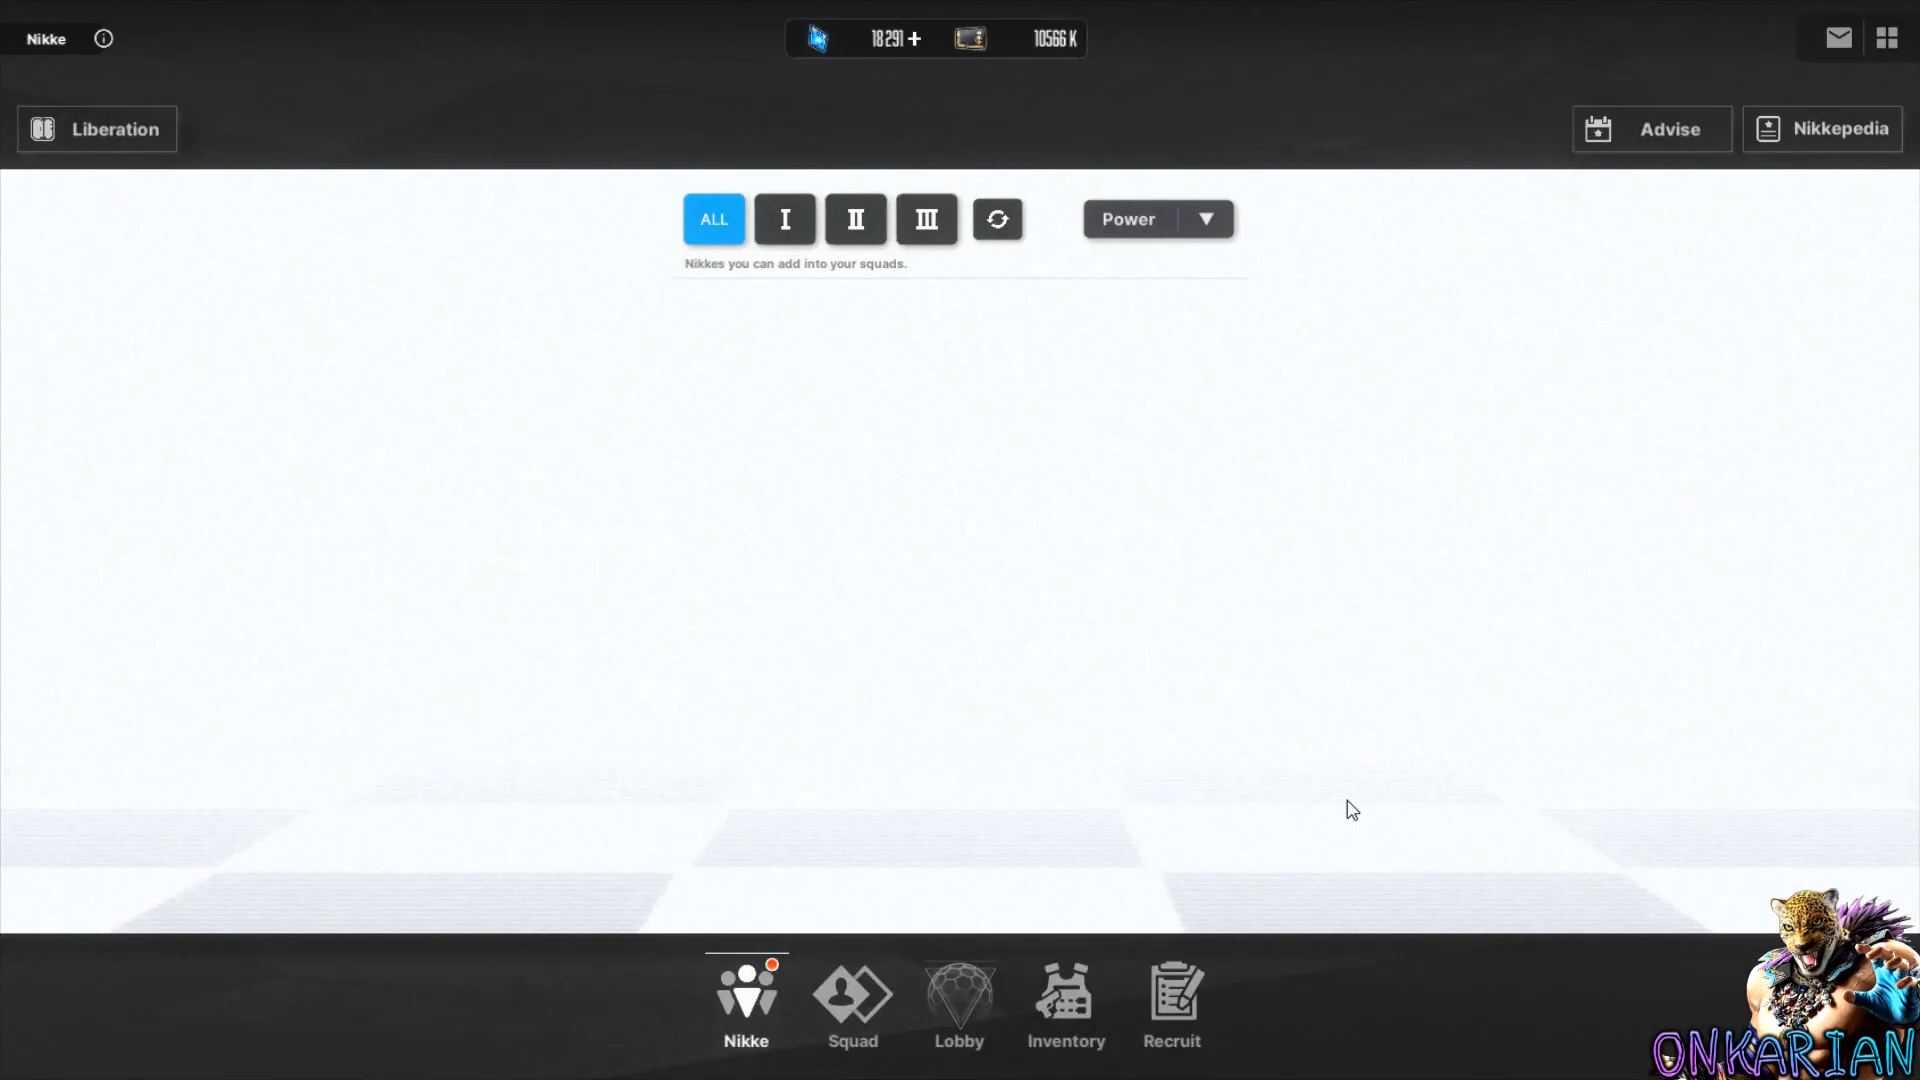 Nikke
18291
10566 K
Liberation
Advise
Nikkepedia
ALL
I
II
III
Power
Nikkes you can add into your squads.
Nikke
Squad
Lobby
Inventory
Recruit
ONKARIAN